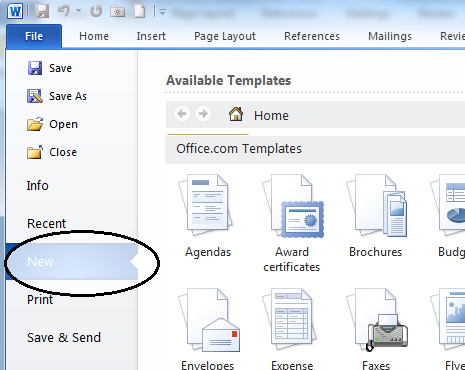 W
File Home Insert Page Layout References Mailings Revie
Save
Save As
Open
Close
Info
Recent
New
Print
Save & Send
Available Templates
Home
Office.com Templates
Agendas
Award
certificates
Brochures
Budg
Envelopes
Expense
Faxes
Flye